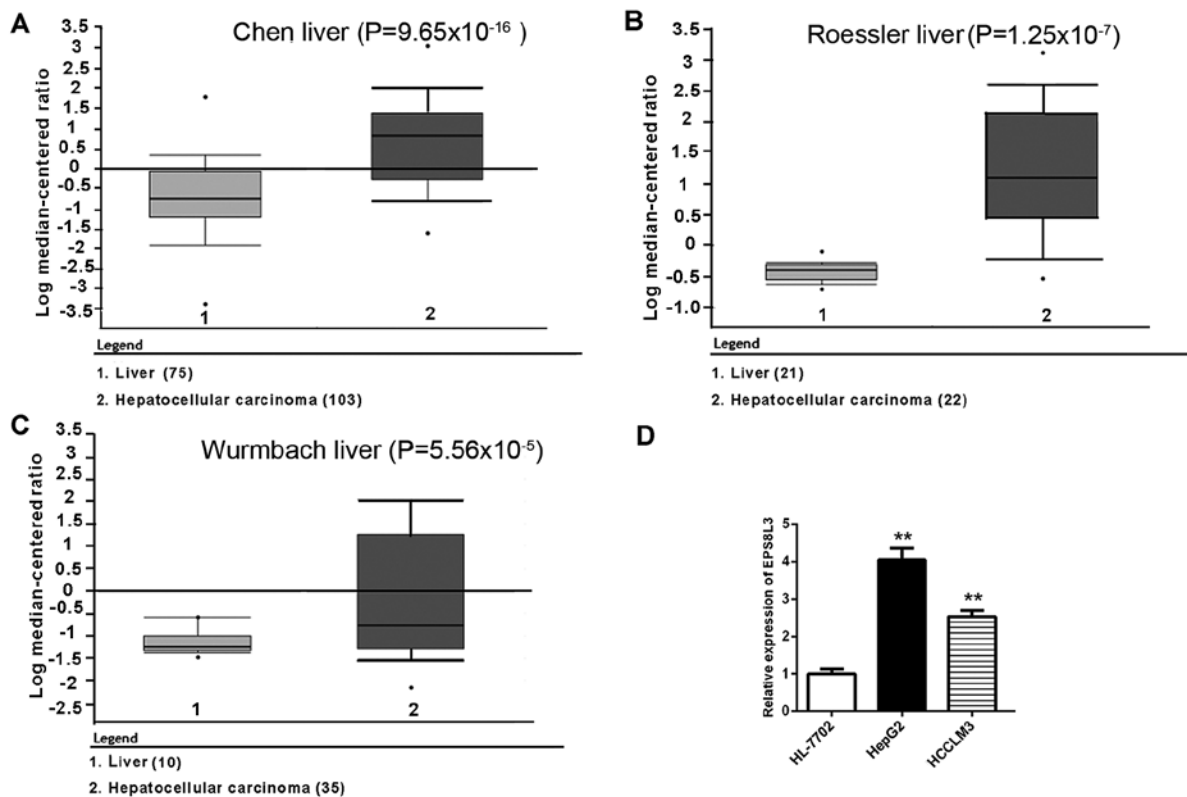 A
Chen liver (P=9.65x10-16 )
Log median-centered ratio
3.5
3
2.5
2
1.5
1
0.5
0
-0.5
-1
-1.5
-2
-2.5
-3
-3.5
1
2
Legend
1. Liver (75)
2. Hepatocellular carcinoma (103)
B
Roessler liver (P=1.25x10-7)
Log median-centered ratio
3.5
3
2.5
2
1.5
1
0.5
0
-0.5
-1.0
1
2
Legend
1. Liver (21)
2. Hepatocellular carcinoma (22)
C
Wurmbach liver (P=5.56x10-5)
Log median-centered ratio
3.5
3
2.5
2
1.5
1
0.5
0
-0.5
-1
-1.5
-2
-2.5
1
2
Legend
1. Liver (10)
2. Hepatocellular carcinoma (35)
D
Relative expression of EPS8L3
5
4
3
2
1
0
**
**
HL-7702
HepG2
HCCLM3